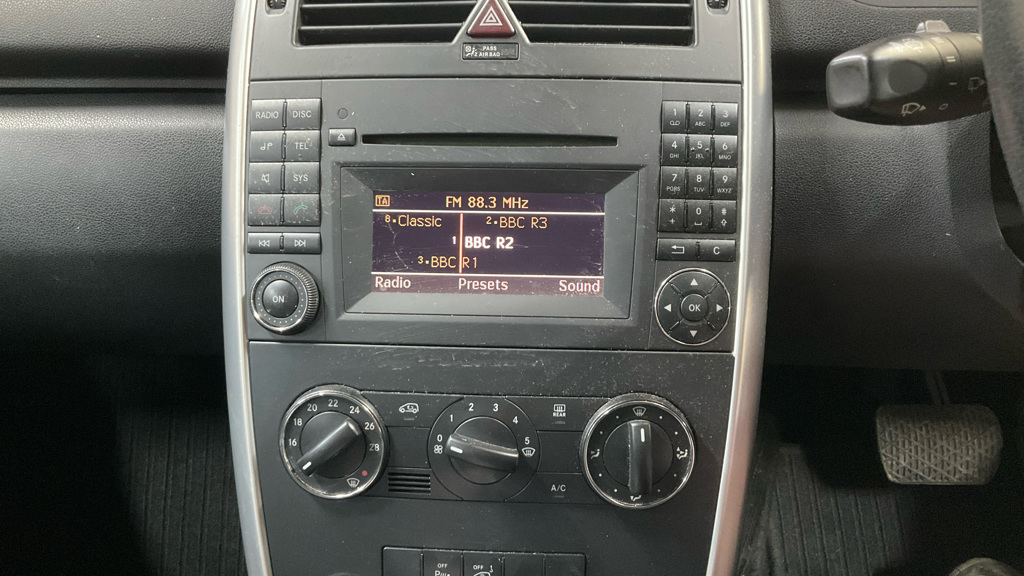 PASS
AIR BAG
RADIO DISC
TEL
SYS
1 2 ABC 3 DEF
4 GHI 5 JKL 6 MNO
7 PQRS 8 TUV 9 WXYZ
* 0 #
+
C
ON
OK
TA FM 88.3 MHz
8 Classic 2 BBC R3
1 BBC R2
3 BBC R1
Radio Presets Sound
16 18 20 22 24 26 28
0 1 2 3 4 5
REAR
A/C
OFF OFF
P